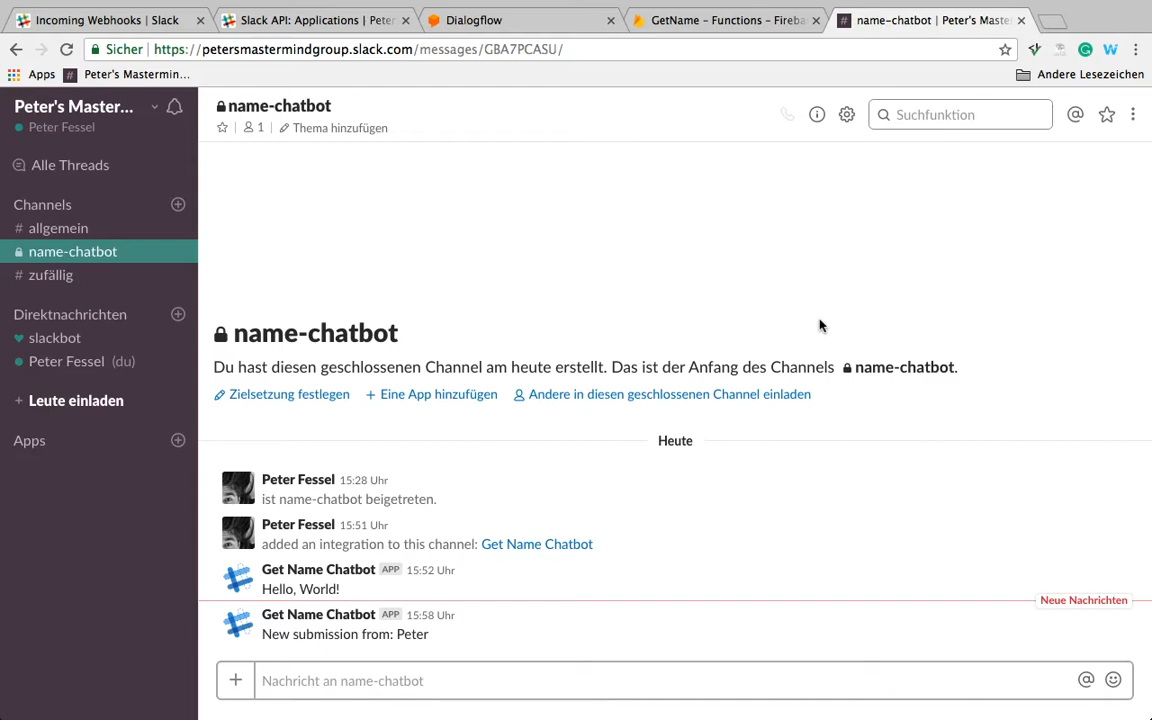 Incoming Webhooks | Slack
Slack API: Applications | Peter
Dialogflow
GetName – Functions – Fireba
name-chatbot | Peter's Maste
Sicher | https://petersmastermindgroup.slack.com/messages/GBA7PCASU/
Apps
Peter's Mastermin...
Andere Lesezeichen
Peter's Master...
Peter Fessel
Alle Threads
Channels
# allgemein
name-chatbot
# zufällig
Direktnachrichten
slackbot
Peter Fessel (du)
+ Leute einladen
Apps
name-chatbot
1 | Thema hinzufügen
Suchfunktion
name-chatbot
Du hast diesen geschlossenen Channel am heute erstellt. Das ist der Anfang des Channels name-chatbot.
Zielsetzung festlegen + Eine App hinzufügen Andere in diesen geschlossenen Channel einladen
Heute
Peter Fessel 15:28 Uhr
ist name-chatbot beigetreten.
Peter Fessel 15:51 Uhr
added an integration to this channel: Get Name Chatbot
Get Name Chatbot APP 15:52 Uhr
Hello, World!
Neue Nachrichten
Get Name Chatbot APP 15:58 Uhr
New submission from: Peter
Nachricht an name-chatbot